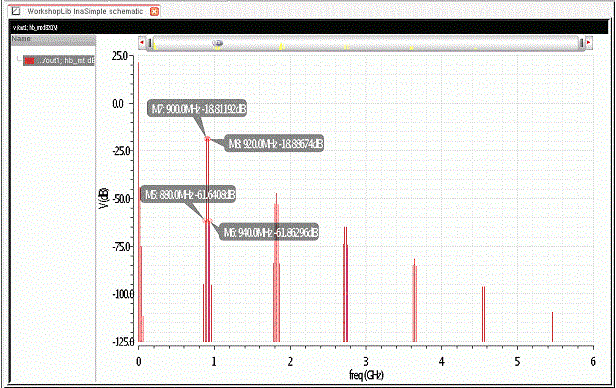 WorkshopLib lnaSimple schematic
Name
../out1; hb_mt dB
25.0
0.0
-25.0
-50.0
-75.0
-100.0
-125.0
V (dB)
M7: 900.0MHz -18.81192dB
M8: 920.0MHz -18.88674dB
M5: 880.0MHz -61.6408dB
M6: 940.0MHz -61.86296dB
0 1 2 3 4 5 6
freq (GHz)